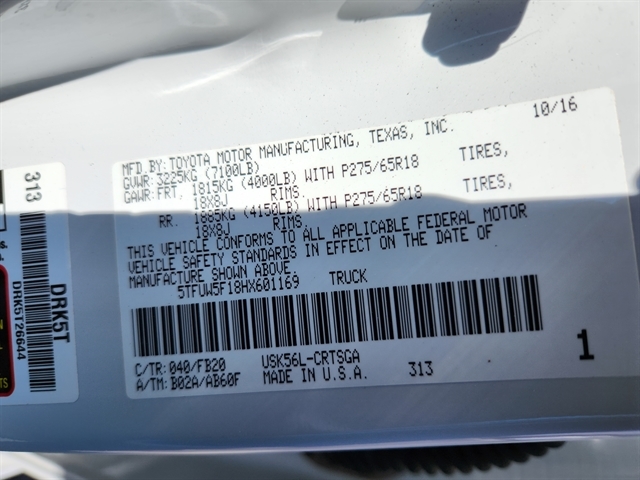 10/16
MFD BY: TOYOTA MOTOR MANUFACTURING, TEXAS, INC.
GVWR: 3225KG (7100LB)
GAWR: FRT. 1815KG (4000LB) WITH P275/65R18 TIRES,
18X8J RIMS,
RR. 1885KG (4150LB) WITH P275/65R18 TIRES,
18X8J RIMS,
THIS VEHICLE CONFORMS TO ALL APPLICABLE FEDERAL MOTOR
VEHICLE SAFETY STANDARDS IN EFFECT ON THE DATE OF
MANUFACTURE SHOWN ABOVE.
5TFUW5F18HX601169 TRUCK
C/TR: 040/FB20 USK56L-CRTSGA
A/TM: B02A/AB60F MADE IN U.S.A. 313
1
313
DRK5T
DRK5T26644